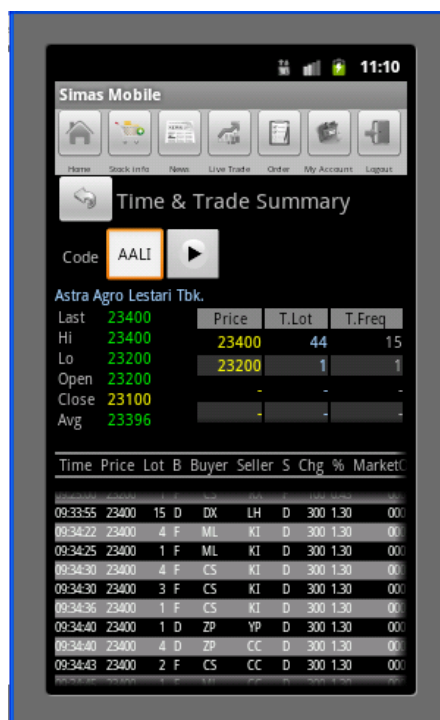 11:10
Simas Mobile
Home Stock info News Live Trade Order My Account Logout
Time & Trade Summary
Code AALI
Astra Agro Lestari Tbk.
Last 23400 Price T.Lot T.Freq
Hi 23400 23400 44 15
Lo 23200 23200 1 1
Open 23200 - - -
Close 23100 - - -
Avg 23396
Time Price Lot B Buyer Seller S Chg % MarketC
09:33:55 23400 15 D DX LH D 300 1.30 000
09:34:22 23400 4 F ML KI D 300 1.30 000
09:34:25 23400 1 F ML KI D 300 1.30 000
09:34:30 23400 4 F CS KI D 300 1.30 000
09:34:30 23400 3 F CS KI D 300 1.30 000
09:34:36 23400 1 F CS KI D 300 1.30 000
09:34:40 23400 1 D ZP YP D 300 1.30 000
09:34:40 23400 4 D ZP CC D 300 1.30 000
09:34:43 23400 2 F CS CC D 300 1.30 000